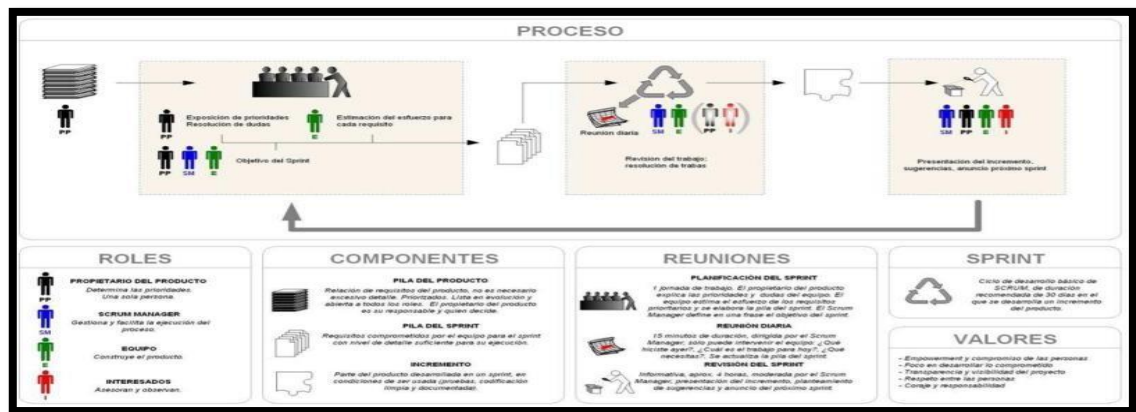 PROCESO
PP
Exposición de prioridades
Resolución de dudas
PP
E
Estimación del esfuerzo para
cada requisito
Objetivo del Sprint
PP SM E
Reunión diaria
SM E ( PP I )
Revisión del trabajo:
resolución de trabas
SM PP E I
Presentación del incremento,
sugerencias, anuncio próximo sprint
ROLES
PP
PROPIETARIO DEL PRODUCTO
Determina las prioridades.
Una sola persona.
SM
SCRUM MANAGER
Gestiona y facilita la ejecución del
proceso.
E
EQUIPO
Construye el producto.
I
INTERESADOS
Asesoran y observan.
COMPONENTES
PILA DEL PRODUCTO
Relación de requisitos del producto, no es necesario
excesivo detalle. Priorizados. Lista en evolución y
abierta a todos los roles. El propietario del producto
es su responsable y quien decide.
PILA DEL SPRINT
Requisitos comprometidos por el equipo para el sprint
con nivel de detalle suficiente para su ejecución.
INCREMENTO
Parte del producto desarrollada en un sprint, en
condiciones de ser usada (pruebas, codificación
limpia y documentada).
REUNIONES
PLANIFICACIÓN DEL SPRINT
1 jornada de trabajo. El propietario del producto
explica las prioridades y dudas del equipo. El
equipo estima el esfuerzo de los requisitos
prioritarios y se elabora la pila del sprint. El Scrum
Manager define en una frase el objetivo del sprint.
REUNIÓN DIARIA
15 minutos de duración, dirigida por el Scrum
Manager, sólo puede intervenir el equipo: ¿Qué
hiciste ayer?, ¿Cuál es el trabajo para hoy?, ¿Qué
necesitas?. Se actualiza la pila del sprint.
REVISIÓN DEL SPRINT
Informativa, aprox. 4 horas, moderada por el Scrum
Manager, presentación del incremento, planteamiento
de sugerencias y anuncio del próximo sprint.
SPRINT
Ciclo de desarrollo básico de
SCRUM, de duración
recomendada de 30 días en el
que se desarrolla un incremento
del producto.
VALORES
- Empowerment y compromiso de las personas
- Foco en desarrollar lo comprometido
- Transparencia y visibilidad del proyecto
- Respeto entre las personas
- Coraje y responsabilidad